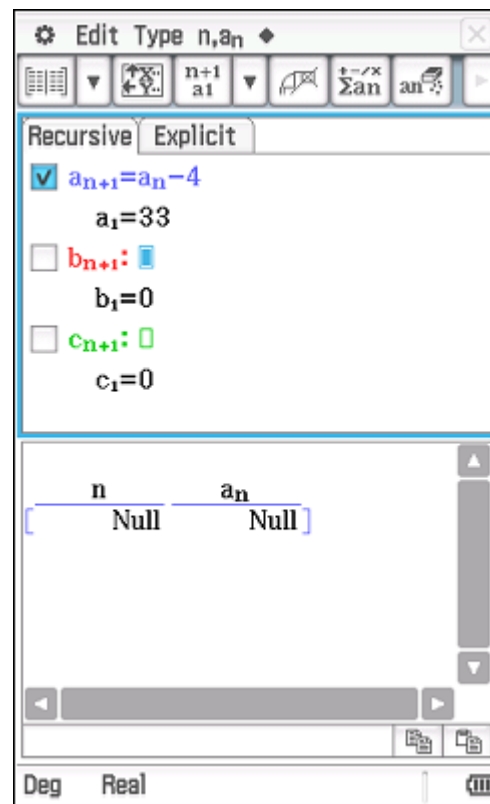 Edit Type n,aₙ ◆
n+1 a1 +−/× Σan an
Recursive Explicit
aₙ₊₁=aₙ−4
a₁=33
bₙ₊₁:
b₁=0
cₙ₊₁:
c₁=0
n aₙ
[ Null Null ]
Deg Real